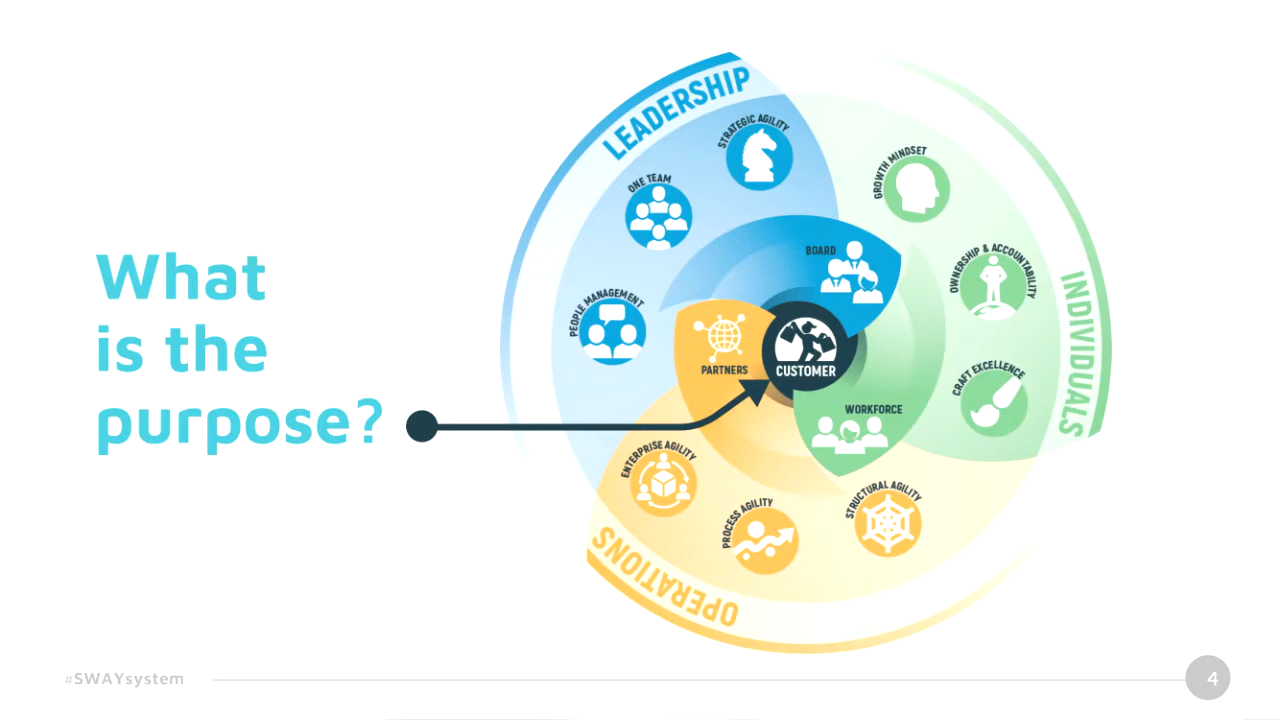 What
is the
purpose?
LEADERSHIP
STRATEGIC AGILITY
ONE TEAM
PEOPLE MANAGEMENT
GROWTH MINDSET
OWNERSHIP & ACCOUNTABILITY
CRAFT EXCELLENCE
INDIVIDUALS
BOARD
PARTNERS
CUSTOMER
WORKFORCE
ENTERPRISE AGILITY
PROCESS AGILITY
STRUCTURAL AGILITY
OPERATIONS
#SWAYsystem
4